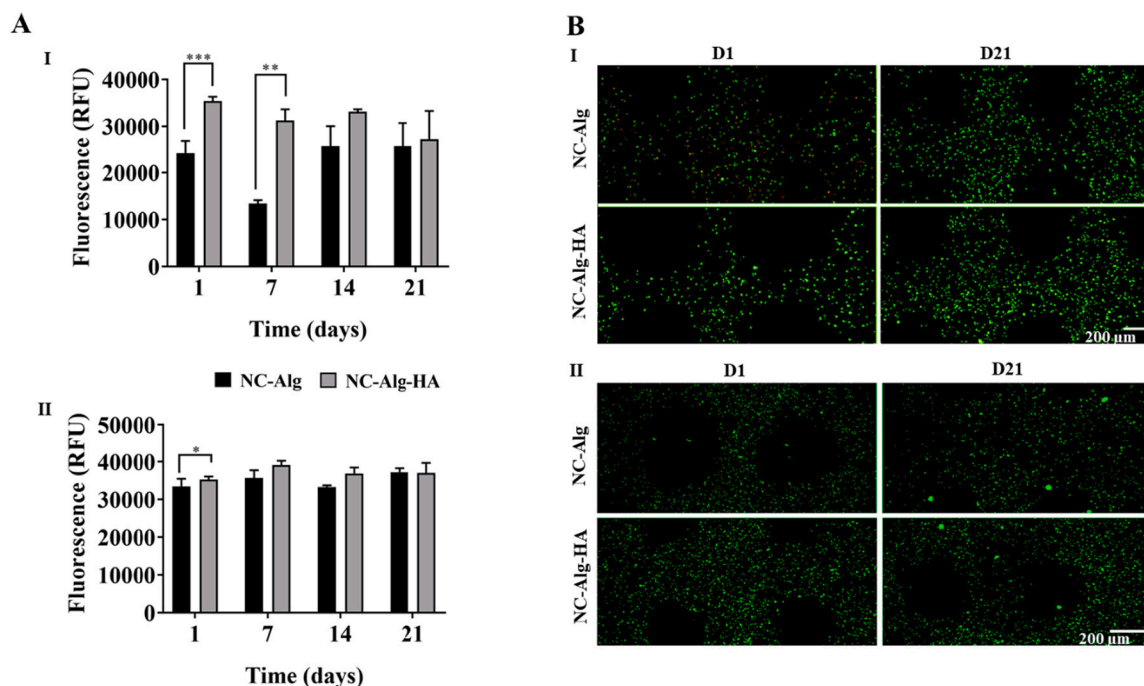 A
I
Fluorescence (RFU)
40000
30000
20000
10000
0
***
**
1 7 14 21
Time (days)
NC-Alg NC-Alg-HA
II
Fluorescence (RFU)
50000
40000
30000
20000
10000
0
*
1 7 14 21
Time (days)
B
I
D1 D21
NC-Alg
NC-Alg-HA
200 µm
II
D1 D21
NC-Alg
NC-Alg-HA
200 µm